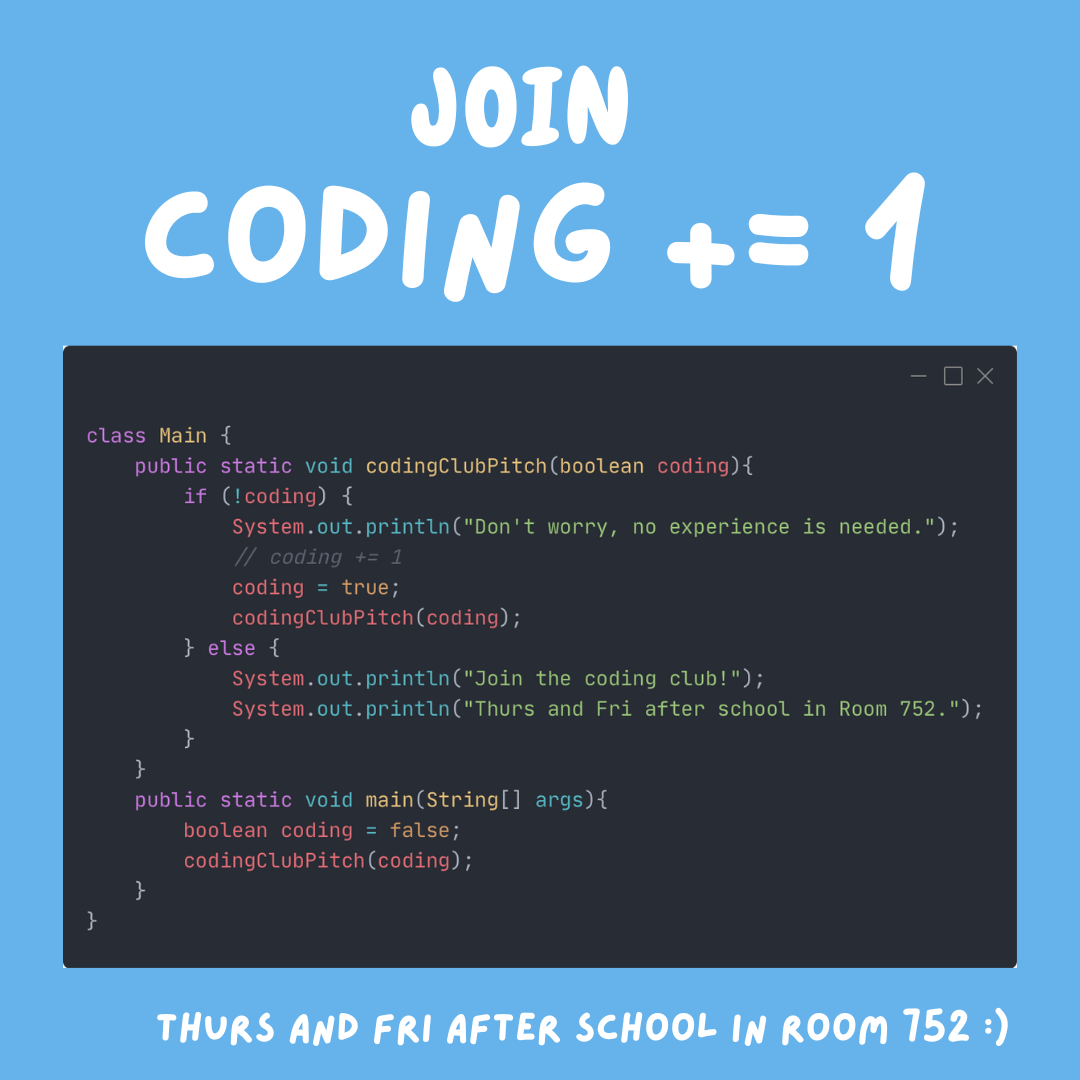 JOIN
CODING += 1
class Main {
    public static void codingClubPitch(boolean coding){
        if (!coding) {
            System.out.println("Don't worry, no experience is needed.");
            // coding += 1
            coding = true;
            codingClubPitch(coding);
        } else {
            System.out.println("Join the coding club!");
            System.out.println("Thurs and Fri after school in Room 752.");
        }
    }
    public static void main(String[] args){
        boolean coding = false;
        codingClubPitch(coding);
    }
}
THURS AND FRI AFTER SCHOOL IN ROOM 752 :)